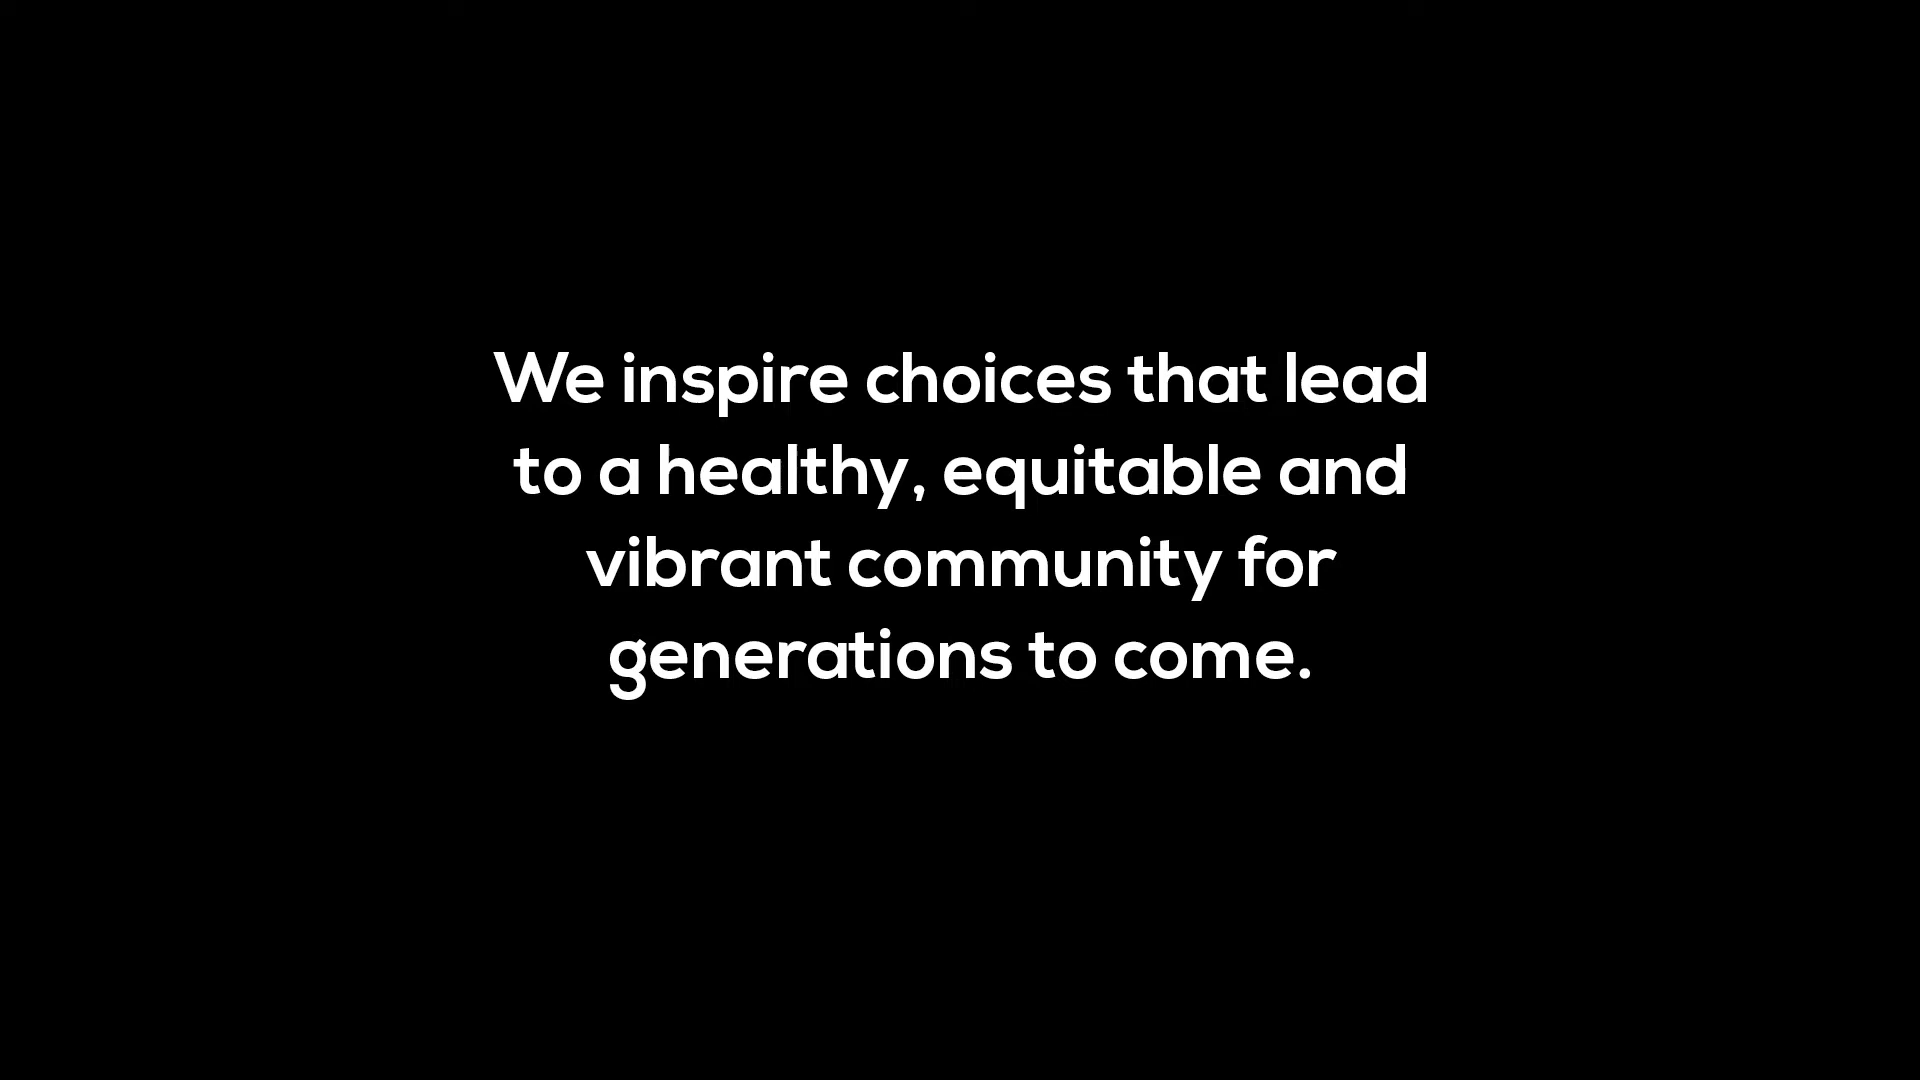 We inspire choices that lead
to a healthy, equitable and
vibrant community for
generations to come.